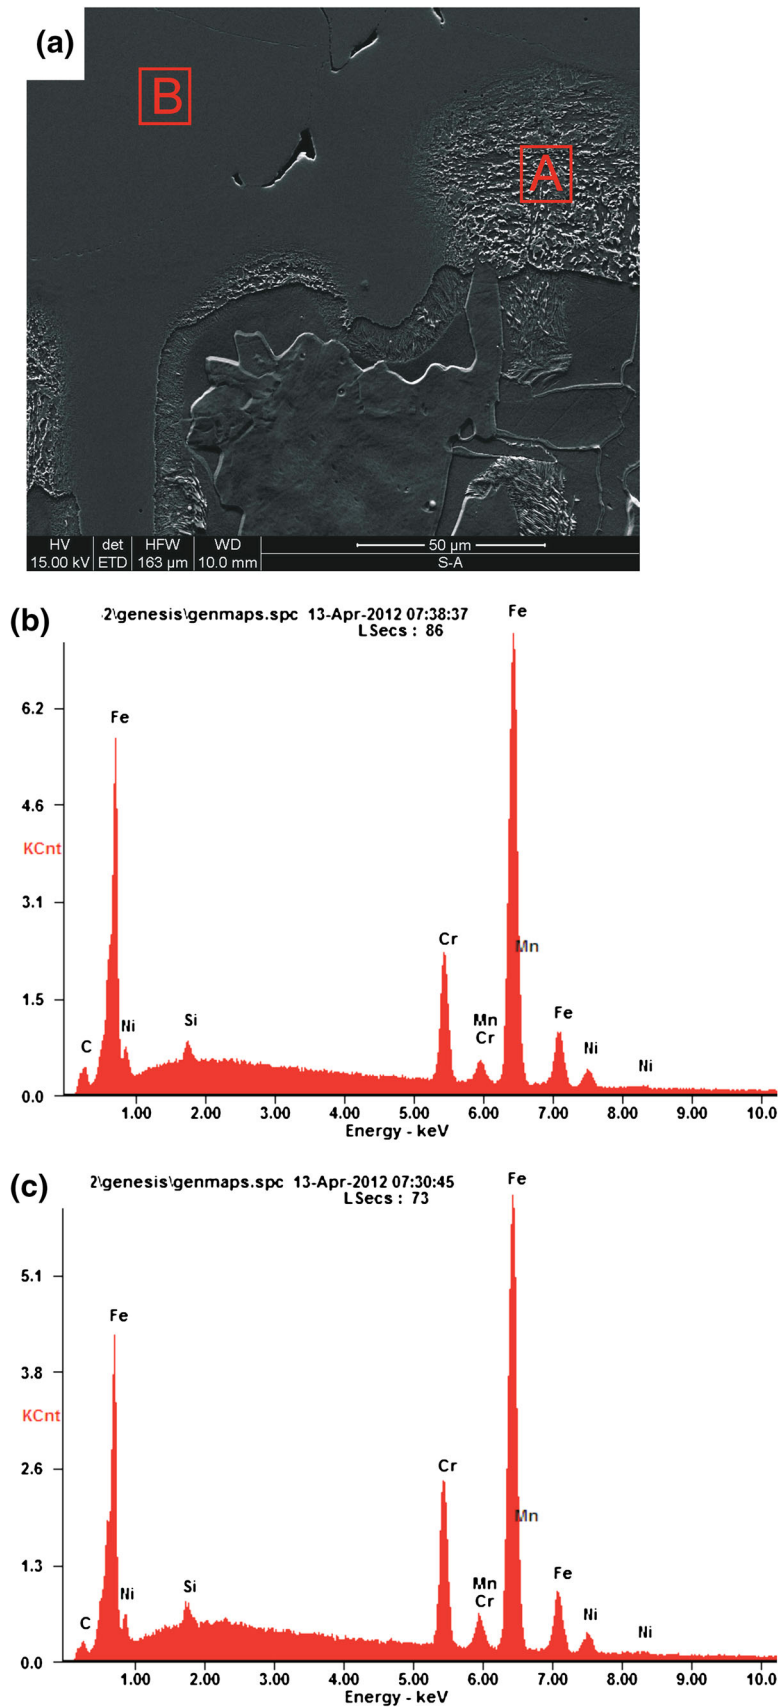 (a)
B
A
HV det HFW WD 50 µm
15.00 kV ETD 163 µm 10.0 mm S-A
(b)
.2\genesis\genmaps.spc 13-Apr-2012 07:38:37
LSecs : 86
Fe
6.2
Fe
4.6
KCnt
3.1
Cr
Mn
1.5
C
Ni
Si
Mn
Cr
Fe
Ni
Ni
0.0
1.00 2.00 3.00 4.00 5.00 6.00 7.00 8.00 9.00 10.0
Energy - keV
(c)
2\genesis\genmaps.spc 13-Apr-2012 07:30:45
LSecs : 73
Fe
5.1
Fe
3.8
KCnt
2.6
Cr
Mn
1.3
C
Ni
Si
Mn
Cr
Fe
Ni
Ni
0.0
1.00 2.00 3.00 4.00 5.00 6.00 7.00 8.00 9.00 10.0
Energy - keV